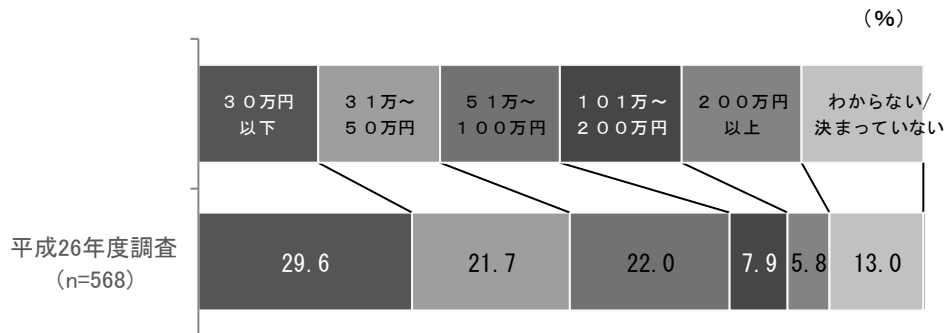 （％）
３０万円
以下
３１万～
５０万円
５１万～
１００万円
１０１万～
２００万円
２００万円
以上
わからない/
決まっていない
平成26年度調査
(n=568)
29.6
21.7
22.0
7.9
5.8
13.0